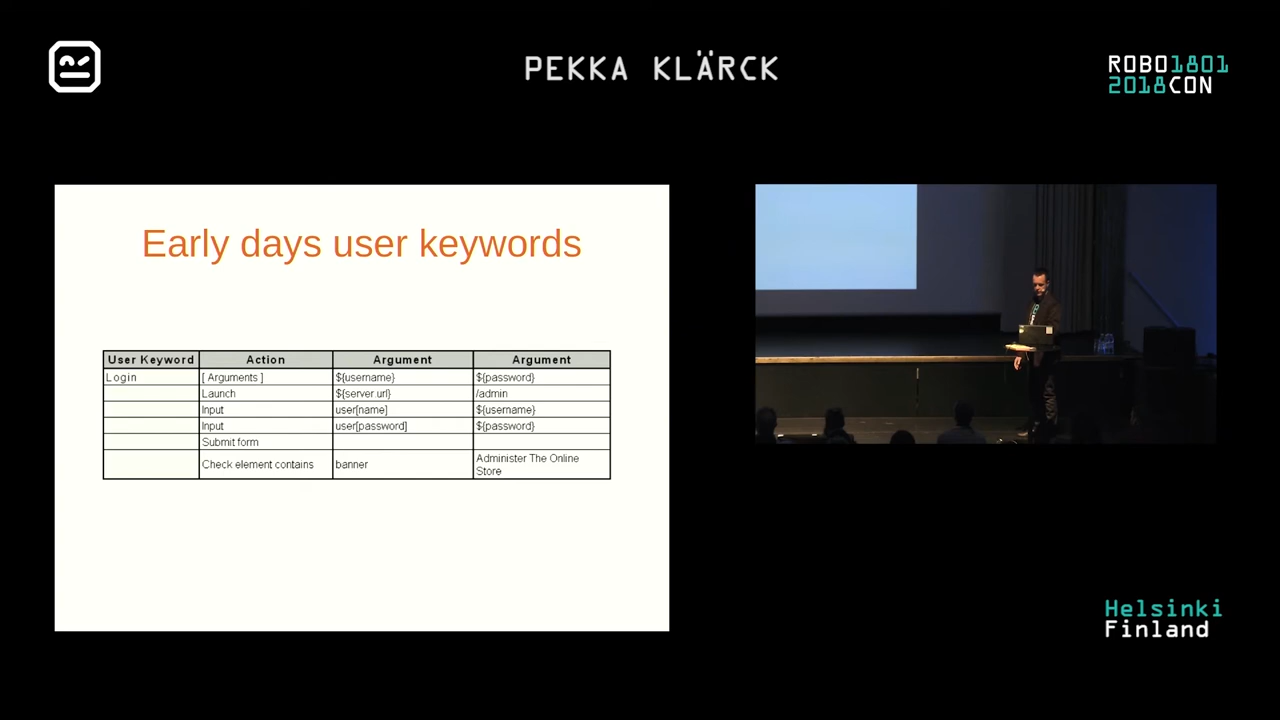 PEKKA KLÄRCK
ROBO1801
2018CON
Early days user keywords
User Keyword Action Argument Argument
Login [ Arguments ] ${username} ${password}
Launch ${server.url} /admin
Input user[name] ${username}
Input user[password] ${password}
Submit form
Check element contains banner Administer The Online
Store
Helsinki
Finland